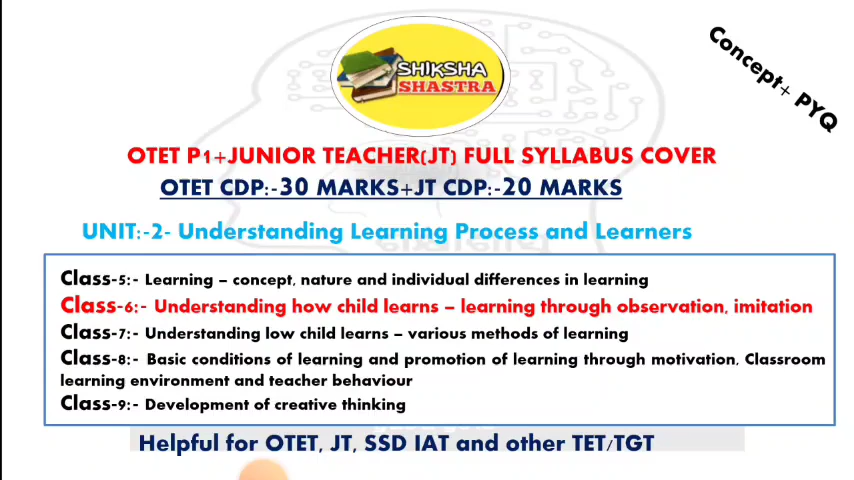 Concept+ PYQ
SHIKSHA
SHASTRA
OTET P1+JUNIOR TEACHER(JT) FULL SYLLABUS COVER
OTET CDP:-30 MARKS+JT CDP:-20 MARKS
UNIT:-2- Understanding Learning Process and Learners
Class-5:- Learning – concept, nature and individual differences in learning
Class-6:- Understanding how child learns – learning through observation, imitation
Class-7:- Understanding low child learns – various methods of learning
Class-8:- Basic conditions of learning and promotion of learning through motivation, Classroom
learning environment and teacher behaviour
Class-9:- Development of creative thinking
Helpful for OTET, JT, SSD IAT and other TET/TGT